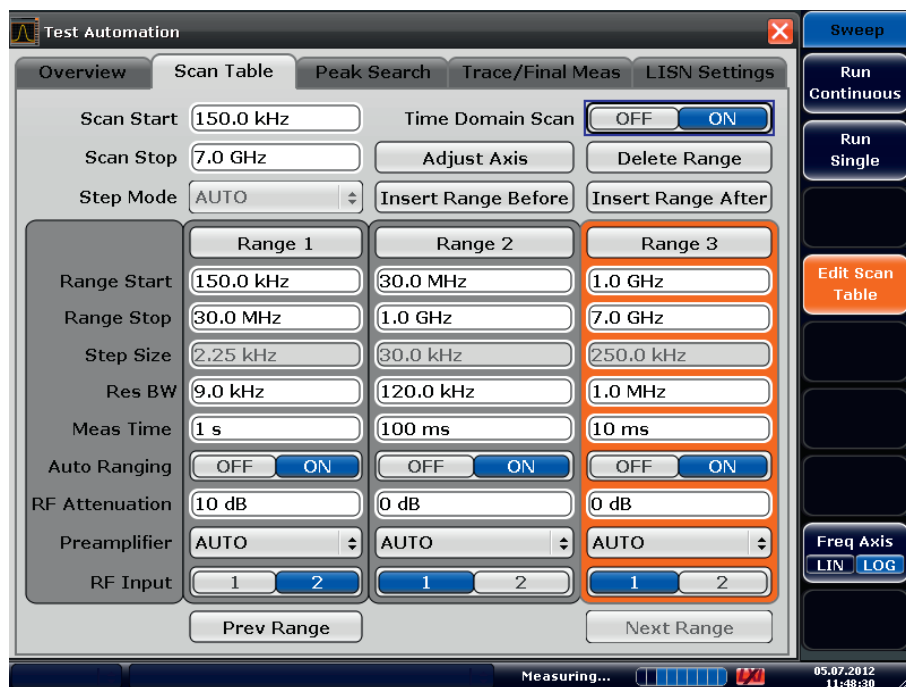 Test Automation
Sweep
Overview Scan Table Peak Search Trace/Final Meas LISN Settings
Run Continuous
Scan Start 150.0 kHz Time Domain Scan OFF ON
Scan Stop 7.0 GHz Adjust Axis Delete Range
Run Single
Step Mode AUTO Insert Range Before Insert Range After
Range 1 Range 2 Range 3
Range Start 150.0 kHz 30.0 MHz 1.0 GHz
Edit Scan Table
Range Stop 30.0 MHz 1.0 GHz 7.0 GHz
Step Size 2.25 kHz 30.0 kHz 250.0 kHz
Res BW 9.0 kHz 120.0 kHz 1.0 MHz
Meas Time 1 s 100 ms 10 ms
Auto Ranging OFF ON OFF ON OFF ON
RF Attenuation 10 dB 0 dB 0 dB
Preamplifier AUTO AUTO AUTO
Freq Axis
LIN LOG
RF Input 1 2 1 2 1 2
Prev Range Next Range
Measuring... LXI 05.07.2012
11:48:30